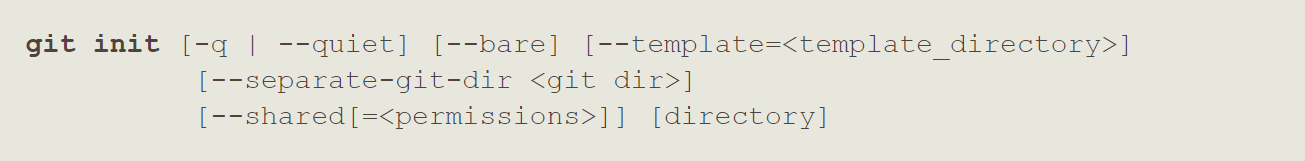 git init [-q | --quiet] [--bare] [--template=<template_directory>]
[--separate-git-dir <git dir>]
[--shared[=<permissions>]] [directory]